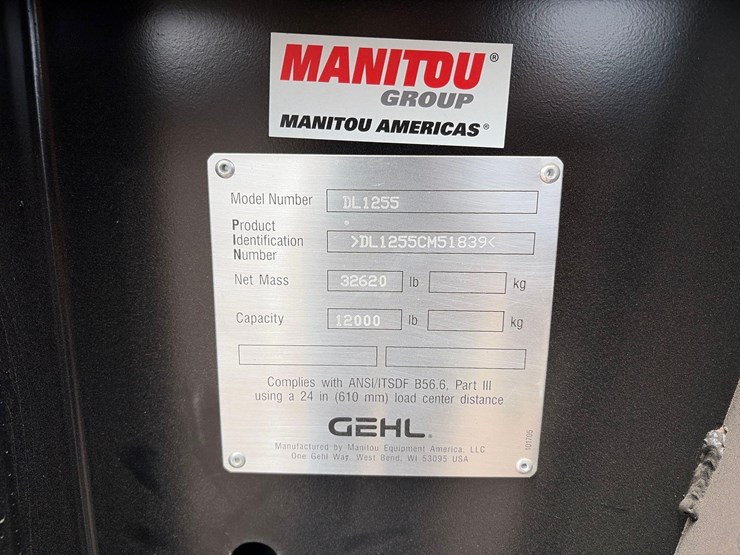 MANITOU®
GROUP
MANITOU AMERICAS®
Model Number DL1255
Product
Identification >DL1255CM51839<
Number
Net Mass 32620 lb kg
Capacity 12000 lb kg
Complies with ANSI/ITSDF B56.6, Part III
using a 24 in (610 mm) load center distance
GEHL®
Manufactured by Manitou Equipment America, LLC
One Gehl Way, West Bend, WI 53095 USA
101705